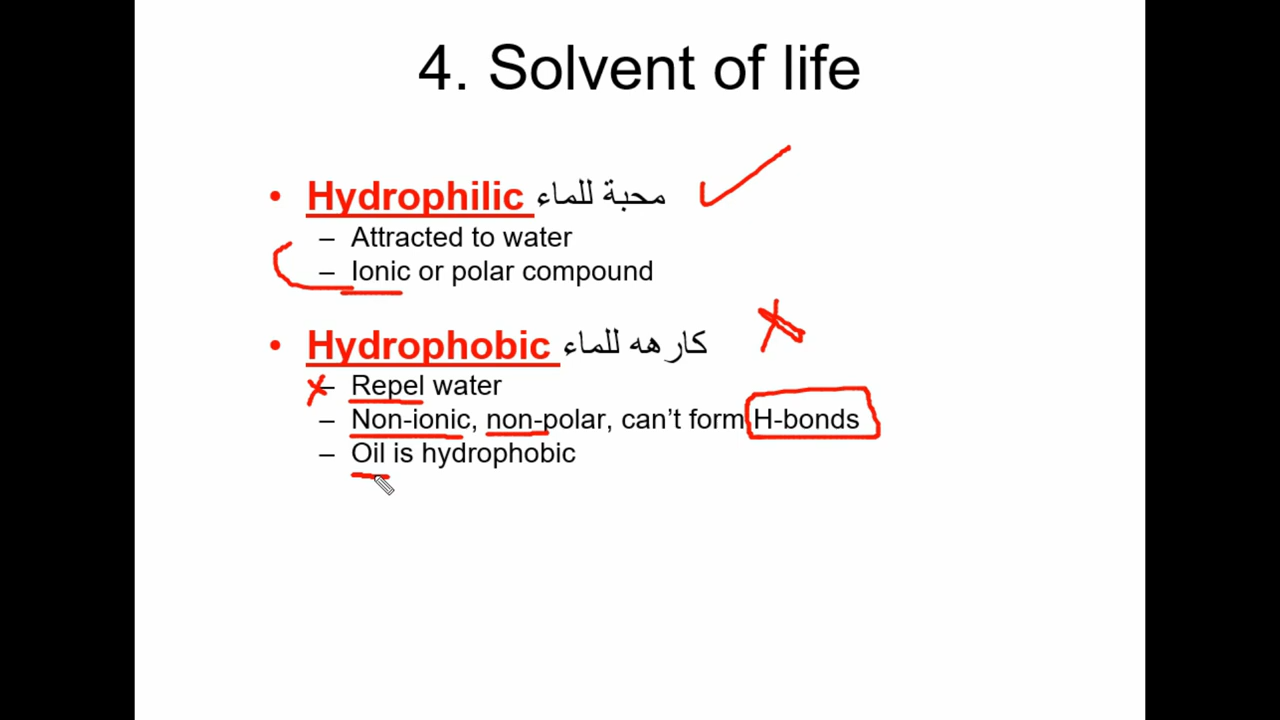 4. Solvent of life
• Hydrophilic محبة للماء
– Attracted to water
– Ionic or polar compound
• Hydrophobic كارهه للماء
– Repel water
– Non-ionic, non-polar, can’t form H-bonds
– Oil is hydrophobic